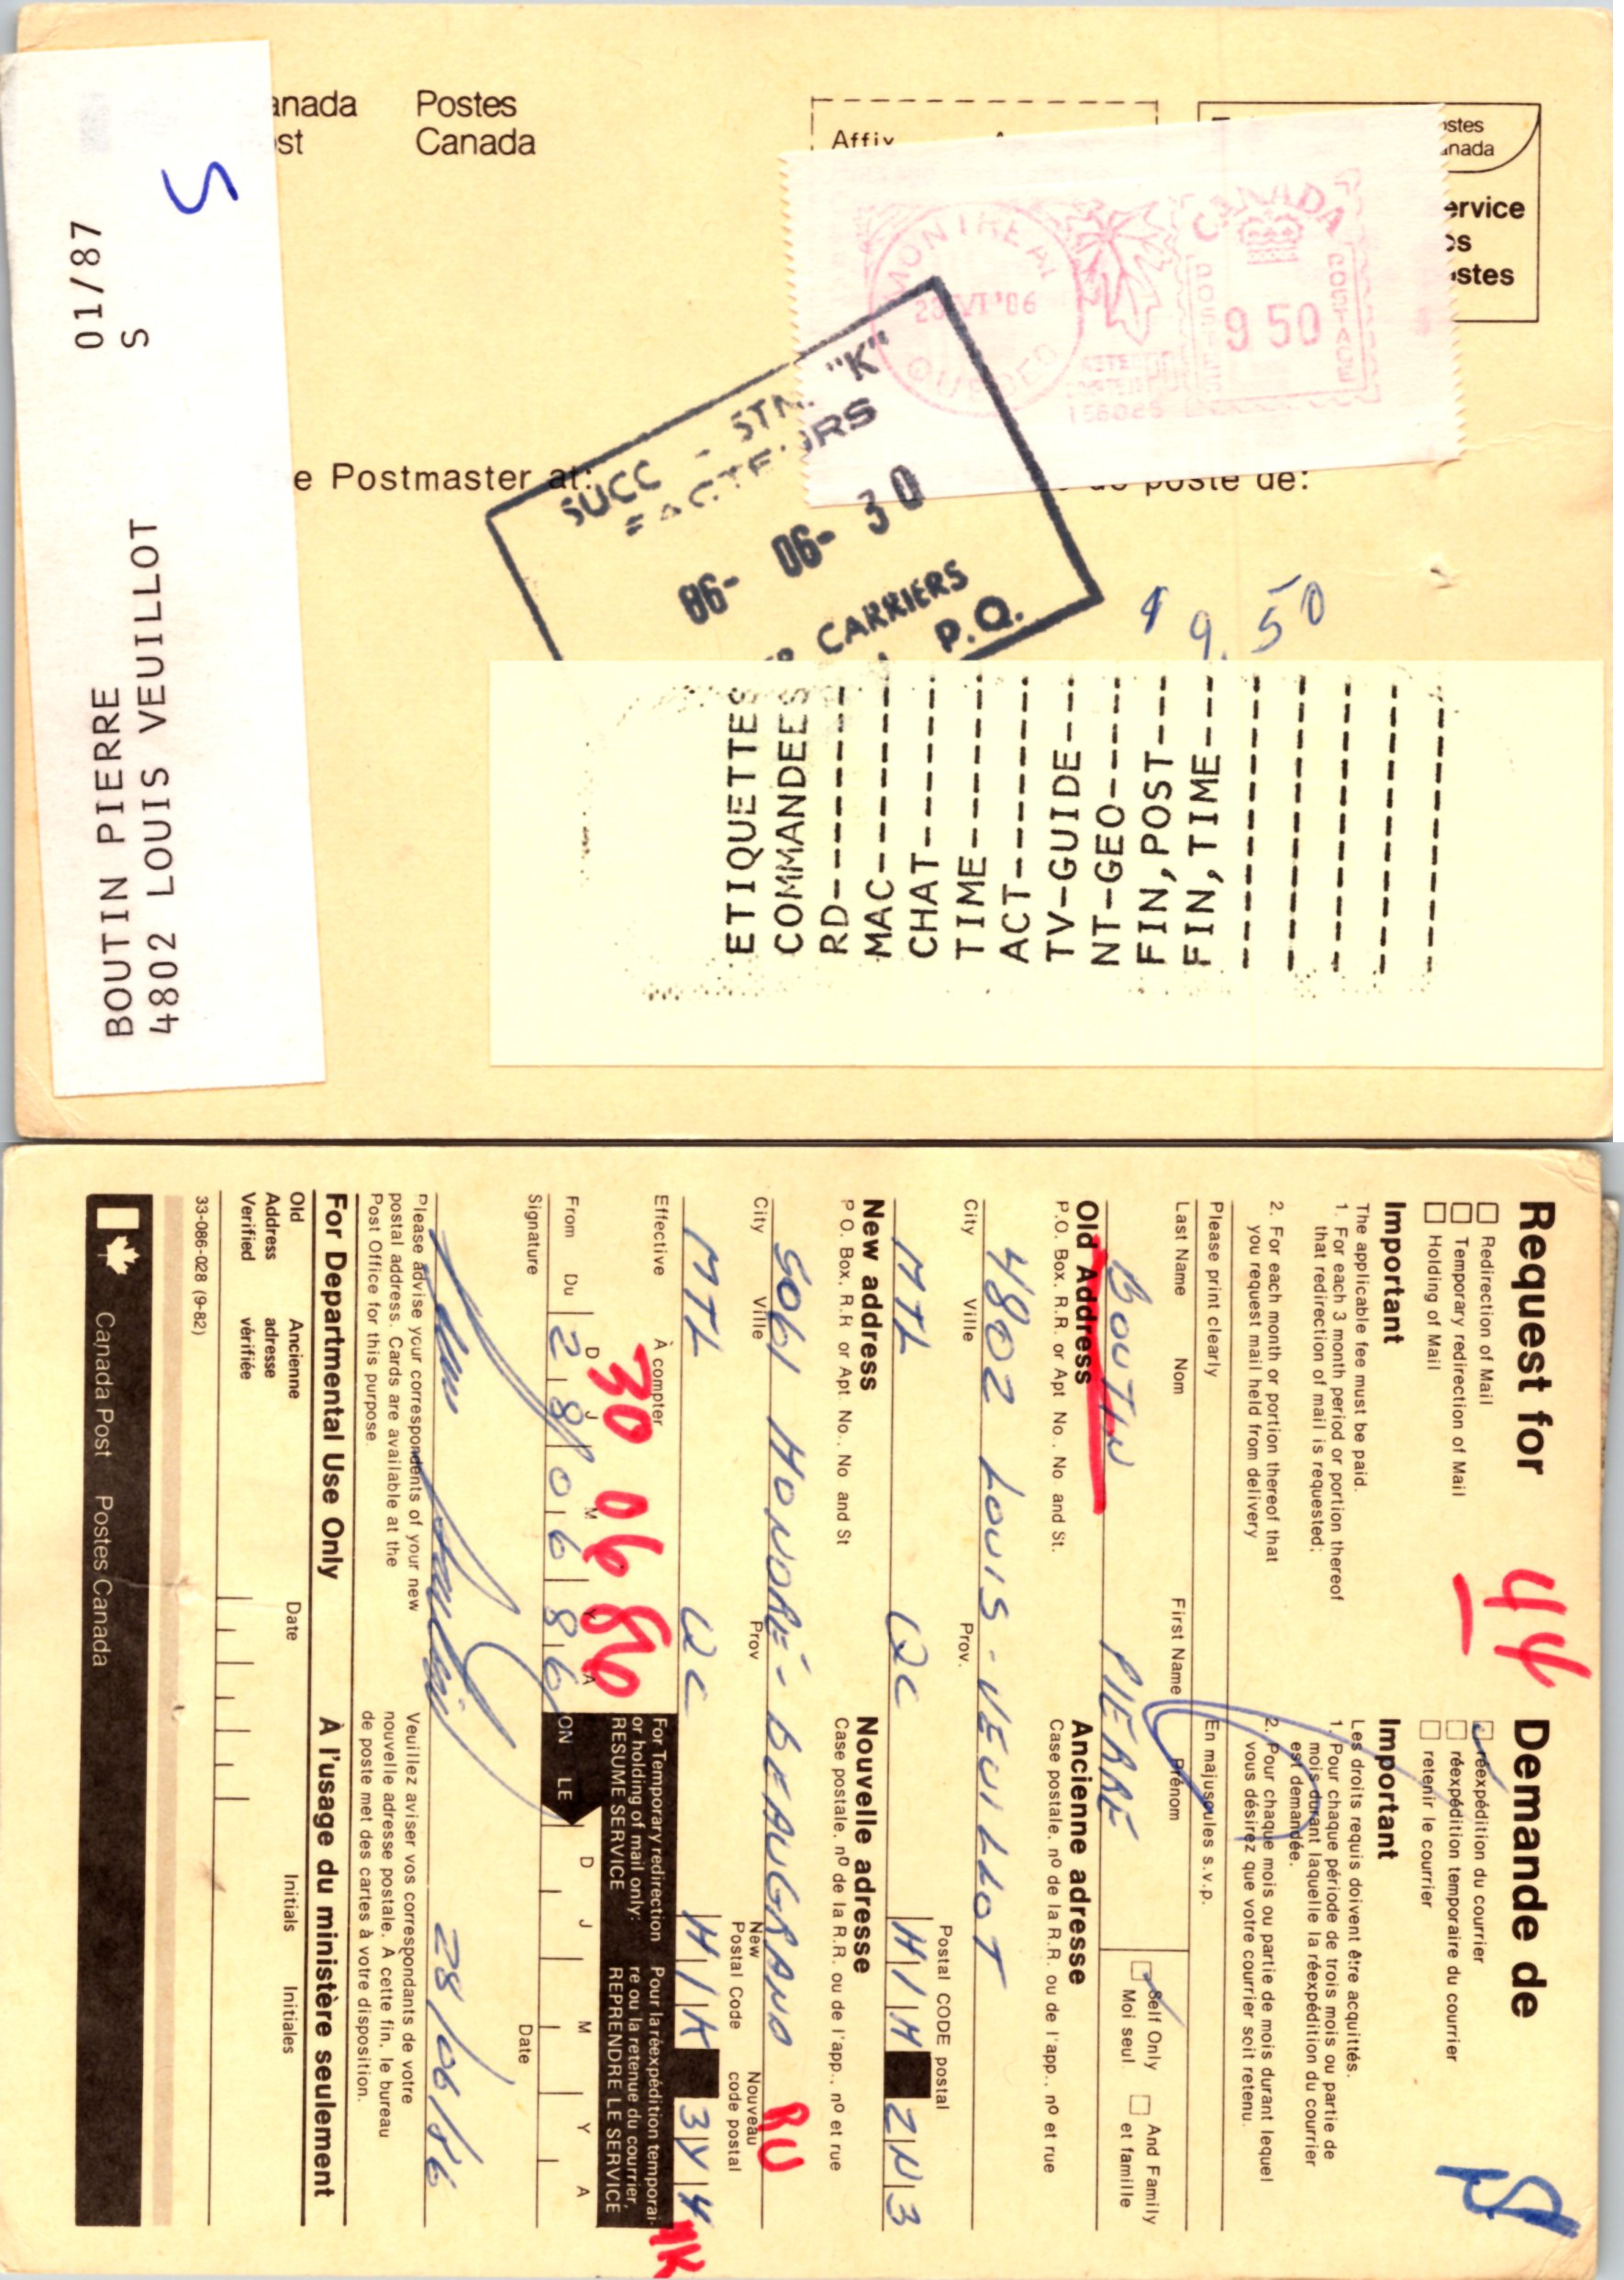 anada Postes
st Canada
Affix
ostes
anada
ervice
os
stes
MONTREAL
QUEBEC
CANADA
9 50
01/87
S
S
BOUTIN PIERRE
4802 LOUIS VEUILLOT
e Postmaster at:
de poste de:
SUCC - STN. "K"
FACTEURS
86- 06- 30
CARRIERS
P.Q.
9.50
ETIQUETTES
COMMANDEES
RD---------
MAC--------
CHAT-------
TIME-------
ACT--------
TV-GUIDE---
NT-GEO-----
FIN,POST---
FIN,TIME---
Request for
44
Redirection of Mail
Temporary redirection of Mail
Holding of Mail
Important
The applicable fee must be paid.
1. For each 3 month period or portion thereof
that redirection of mail is requested;
2. For each month or portion thereof that
you request mail held from delivery
Demande de
réexpédition du courrier
réexpédition temporaire du courrier
retenir le courrier
Important
Les droits requis doivent être acquittés.
1. Pour chaque période de trois mois ou partie de
mois durant laquelle la réexpédition du courrier
est demandée.
2. Pour chaque mois ou partie de mois durant lequel
vous désirez que votre courrier soit retenu.
Please print clearly En majuscules s.v.p.
Last Name Nom First Name Prénom
Self Only
Moi seul
And Family
et famille
BOUTIN PIERRE
Old Address Ancienne adresse
P.O. Box. R.R. or Apt No. No and St. Case postale. nº de la R.R. ou de l'app., nº et rue
4802 LOUIS-VEUILLOT
City Ville Prov. Postal CODE postal
MTL QC H1M 2N3
New address Nouvelle adresse
P.O. Box, R.R or Apt No., No and St Case postale. nº de la R.R. ou de l'app., nº et rue
5061 HONORÉ-BEAUGRAND RU
City Ville Prov New Postal Code Nouveau code postal
MTL QC H1K 3Y4
MK
Effective À compter
30 06 86
For Temporary redirection
or holding of mail only:
RESUME SERVICE
Pour la réexpédition temporai-
re ou la retenue du courrier,
REPRENDRE LE SERVICE
D J M Y A
From Du 28 06 86 ON LE D J M Y A
Signature Date
28/06/86
Please advise your correspondents of your new
postal address. Cards are available at the
Post Office for this purpose.
Veuillez aviser vos correspondants de votre
nouvelle adresse postale. A cette fin, le bureau
de poste met des cartes à votre disposition.
For Departmental Use Only À l'usage du ministère seulement
Old Address Verified
Ancienne adresse vérifiée
Date Initials Initiales
33-086-028 (9-82)
Canada Post Postes Canada